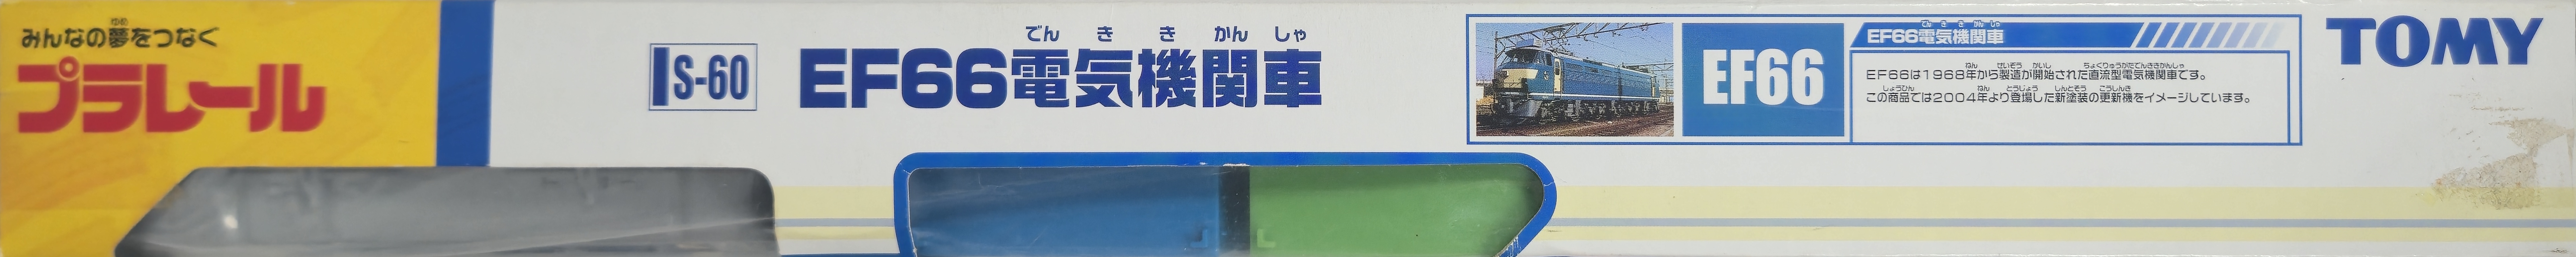 みんなの夢をつなぐ
プラレール
S-60
EF66電気機関車
EF66
EF66電気機関車
EF66は1968年から製造が開始された直流型電気機関車です。
この商品では2004年より登場した新塗装の更新機をイメージしています。
TOMY